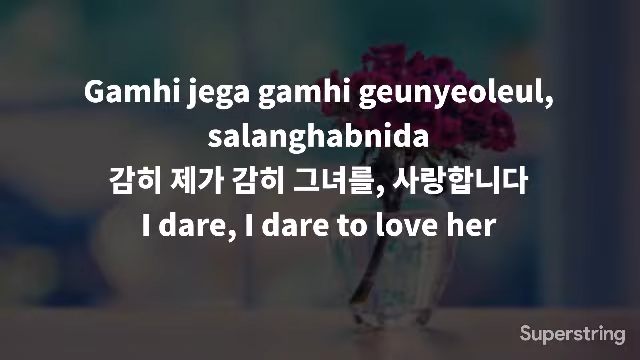 Gamhi jega gamhi geunyeoleul,
salanghabnida
감히 제가 감히 그녀를, 사랑합니다
I dare, I dare to love her
Superstring